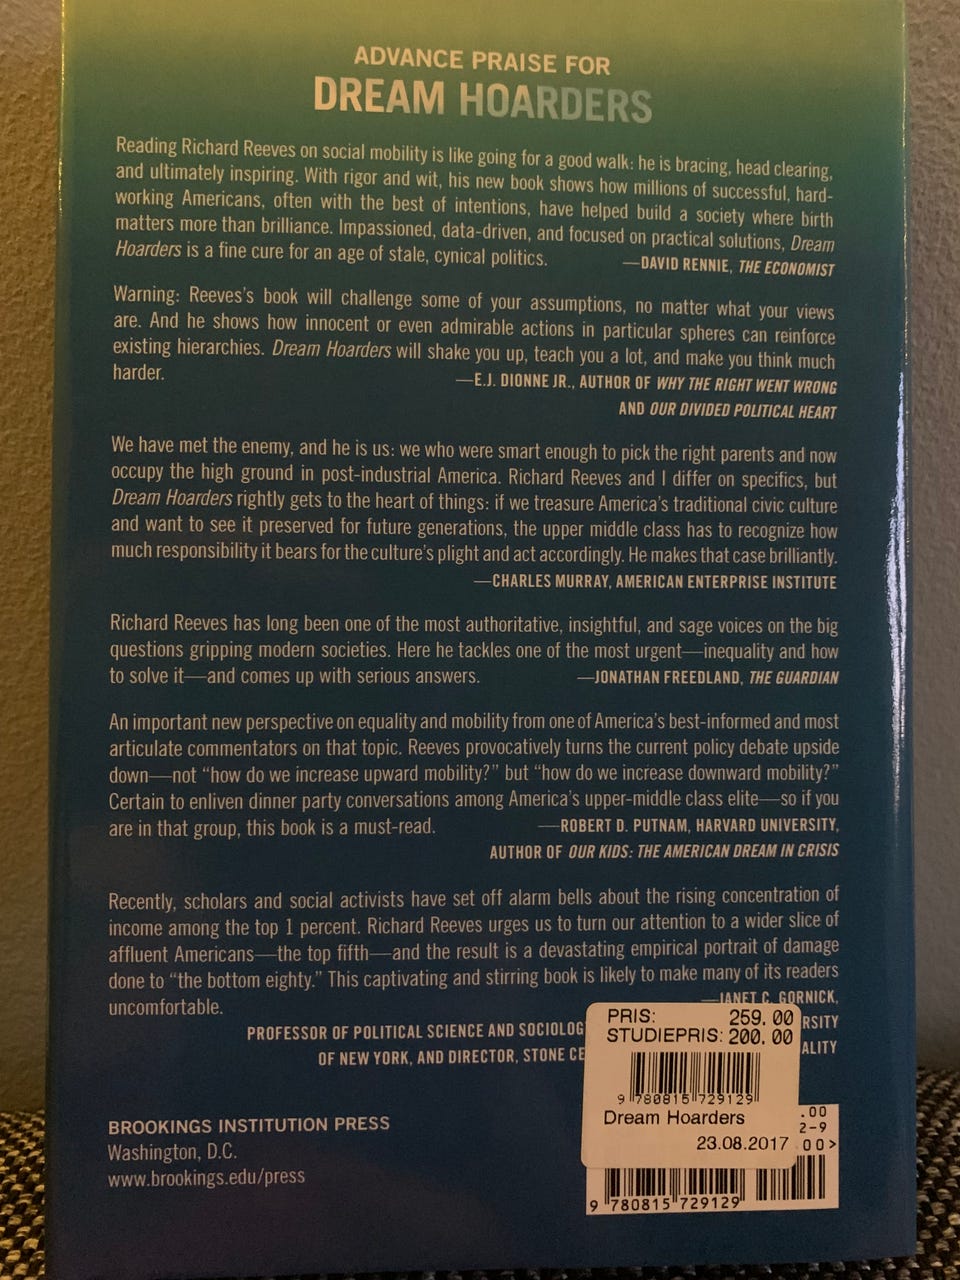 ADVANCE PRAISE FOR
DREAM HOARDERS
Reading Richard Reeves on social mobility is like going for a good walk: he is bracing, head clearing,
and ultimately inspiring. With rigor and wit, his new book shows how millions of successful, hard-
working Americans, often with the best of intentions, have helped build a society where birth
matters more than brilliance. Impassioned, data-driven, and focused on practical solutions, Dream
Hoarders is a fine cure for an age of stale, cynical politics. —DAVID RENNIE, THE ECONOMIST
Warning: Reeves's book will challenge some of your assumptions, no matter what your views
are. And he shows how innocent or even admirable actions in particular spheres can reinforce
existing hierarchies. Dream Hoarders will shake you up, teach you a lot, and make you think much
harder. —E.J. DIONNE JR., AUTHOR OF WHY THE RIGHT WENT WRONG
AND OUR DIVIDED POLITICAL HEART
We have met the enemy, and he is us: we who were smart enough to pick the right parents and now
occupy the high ground in post-industrial America. Richard Reeves and I differ on specifics, but
Dream Hoarders rightly gets to the heart of things: if we treasure America's traditional civic culture
and want to see it preserved for future generations, the upper middle class has to recognize how
much responsibility it bears for the culture's plight and act accordingly. He makes that case brilliantly.
—CHARLES MURRAY, AMERICAN ENTERPRISE INSTITUTE
Richard Reeves has long been one of the most authoritative, insightful, and sage voices on the big
questions gripping modern societies. Here he tackles one of the most urgent—inequality and how
to solve it—and comes up with serious answers. —JONATHAN FREEDLAND, THE GUARDIAN
An important new perspective on equality and mobility from one of America's best-informed and most
articulate commentators on that topic. Reeves provocatively turns the current policy debate upside
down—not "how do we increase upward mobility?" but "how do we increase downward mobility?"
Certain to enliven dinner party conversations among America's upper-middle class elite—so if you
are in that group, this book is a must-read. —ROBERT D. PUTNAM, HARVARD UNIVERSITY,
AUTHOR OF OUR KIDS: THE AMERICAN DREAM IN CRISIS
Recently, scholars and social activists have set off alarm bells about the rising concentration of
income among the top 1 percent. Richard Reeves urges us to turn our attention to a wider slice of
affluent Americans—the top fifth—and the result is a devastating empirical portrait of damage
done to "the bottom eighty." This captivating and stirring book is likely to make many of its readers
uncomfortable. —JANET C. GORNICK,
PROFESSOR OF POLITICAL SCIENCE AND SOCIOLOG RSITY
OF NEW YORK, AND DIRECTOR, STONE CE ALITY
PRIS: 259.00
STUDIEPRIS: 200.00
9 780815 729129
Dream Hoarders
23.08.2017
.00
2-9
00>
9 780815 729129
BROOKINGS INSTITUTION PRESS
Washington, D.C.
www.brookings.edu/press